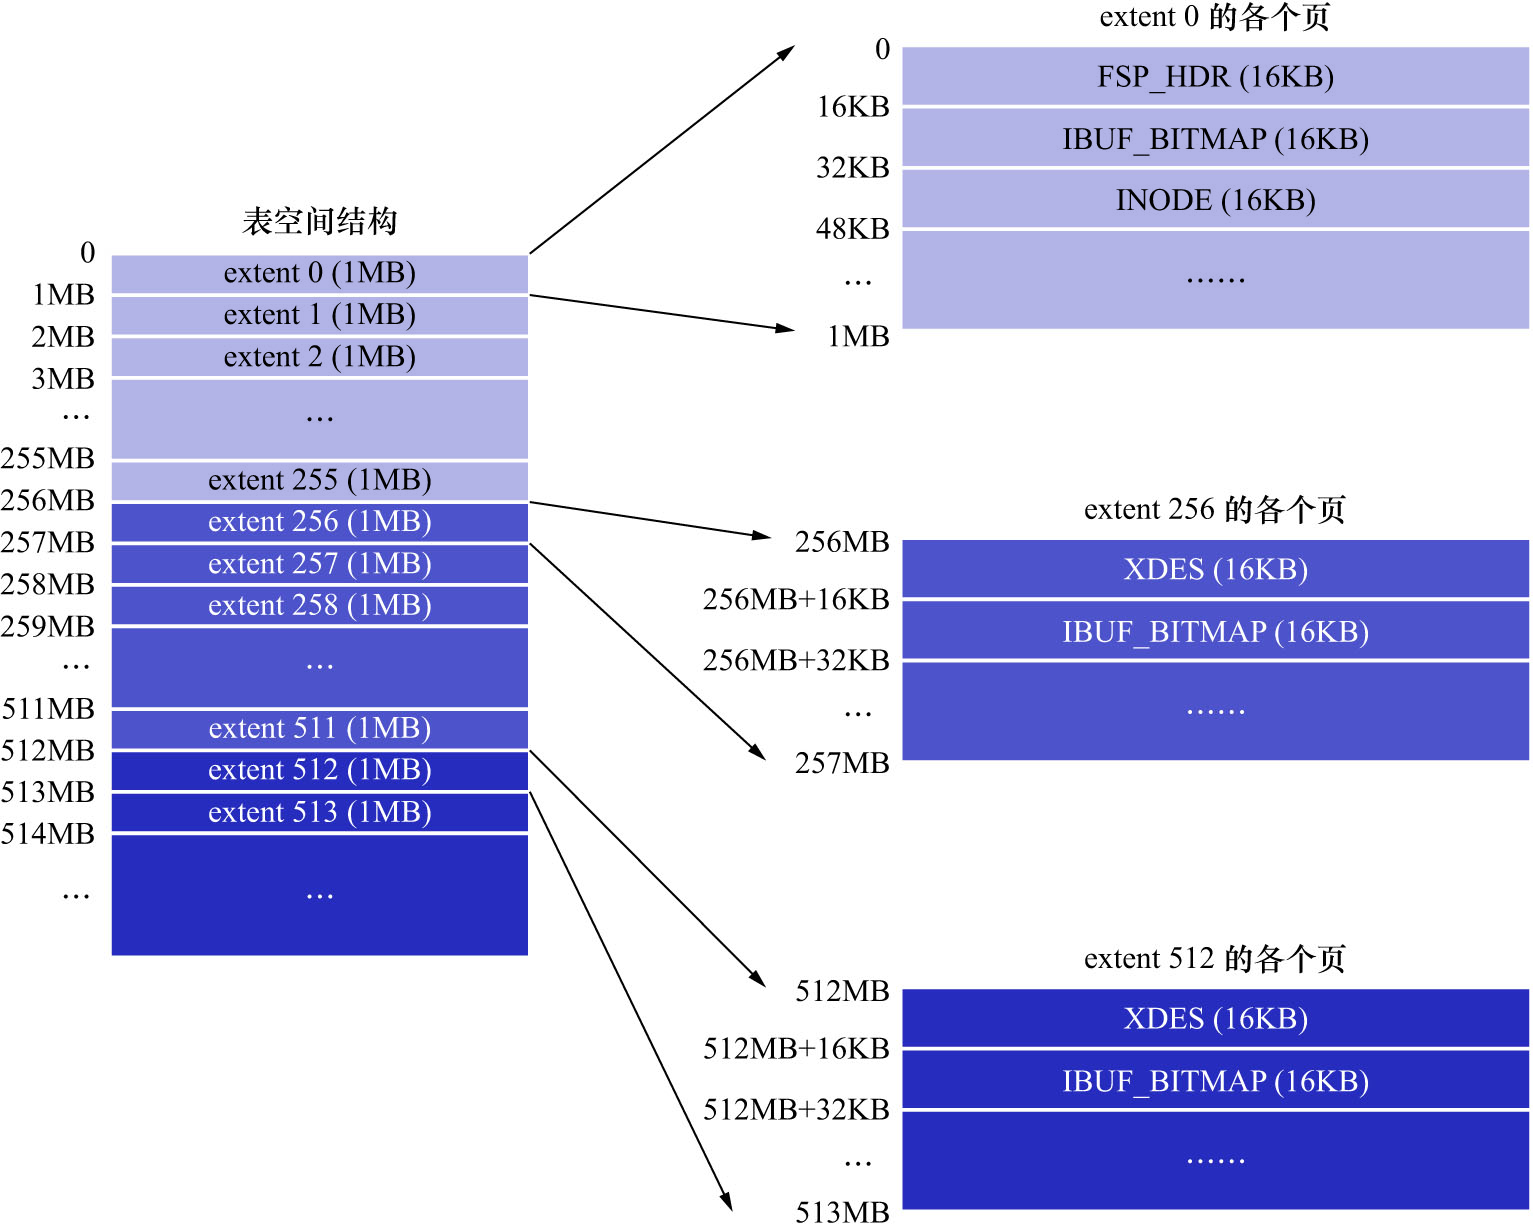 表空间结构
0
extent 0 (1MB)
1MB
extent 1 (1MB)
2MB
extent 2 (1MB)
3MB
...
...
255MB
extent 255 (1MB)
256MB
extent 256 (1MB)
257MB
extent 257 (1MB)
258MB
extent 258 (1MB)
259MB
...
...
511MB
extent 511 (1MB)
512MB
extent 512 (1MB)
513MB
extent 513 (1MB)
514MB
...
...
extent 0 的各个页
0
FSP_HDR (16KB)
16KB
IBUF_BITMAP (16KB)
32KB
INODE (16KB)
48KB
...
......
1MB
extent 256 的各个页
256MB
XDES (16KB)
256MB+16KB
IBUF_BITMAP (16KB)
256MB+32KB
...
......
257MB
extent 512 的各个页
512MB
XDES (16KB)
512MB+16KB
IBUF_BITMAP (16KB)
512MB+32KB
...
......
513MB